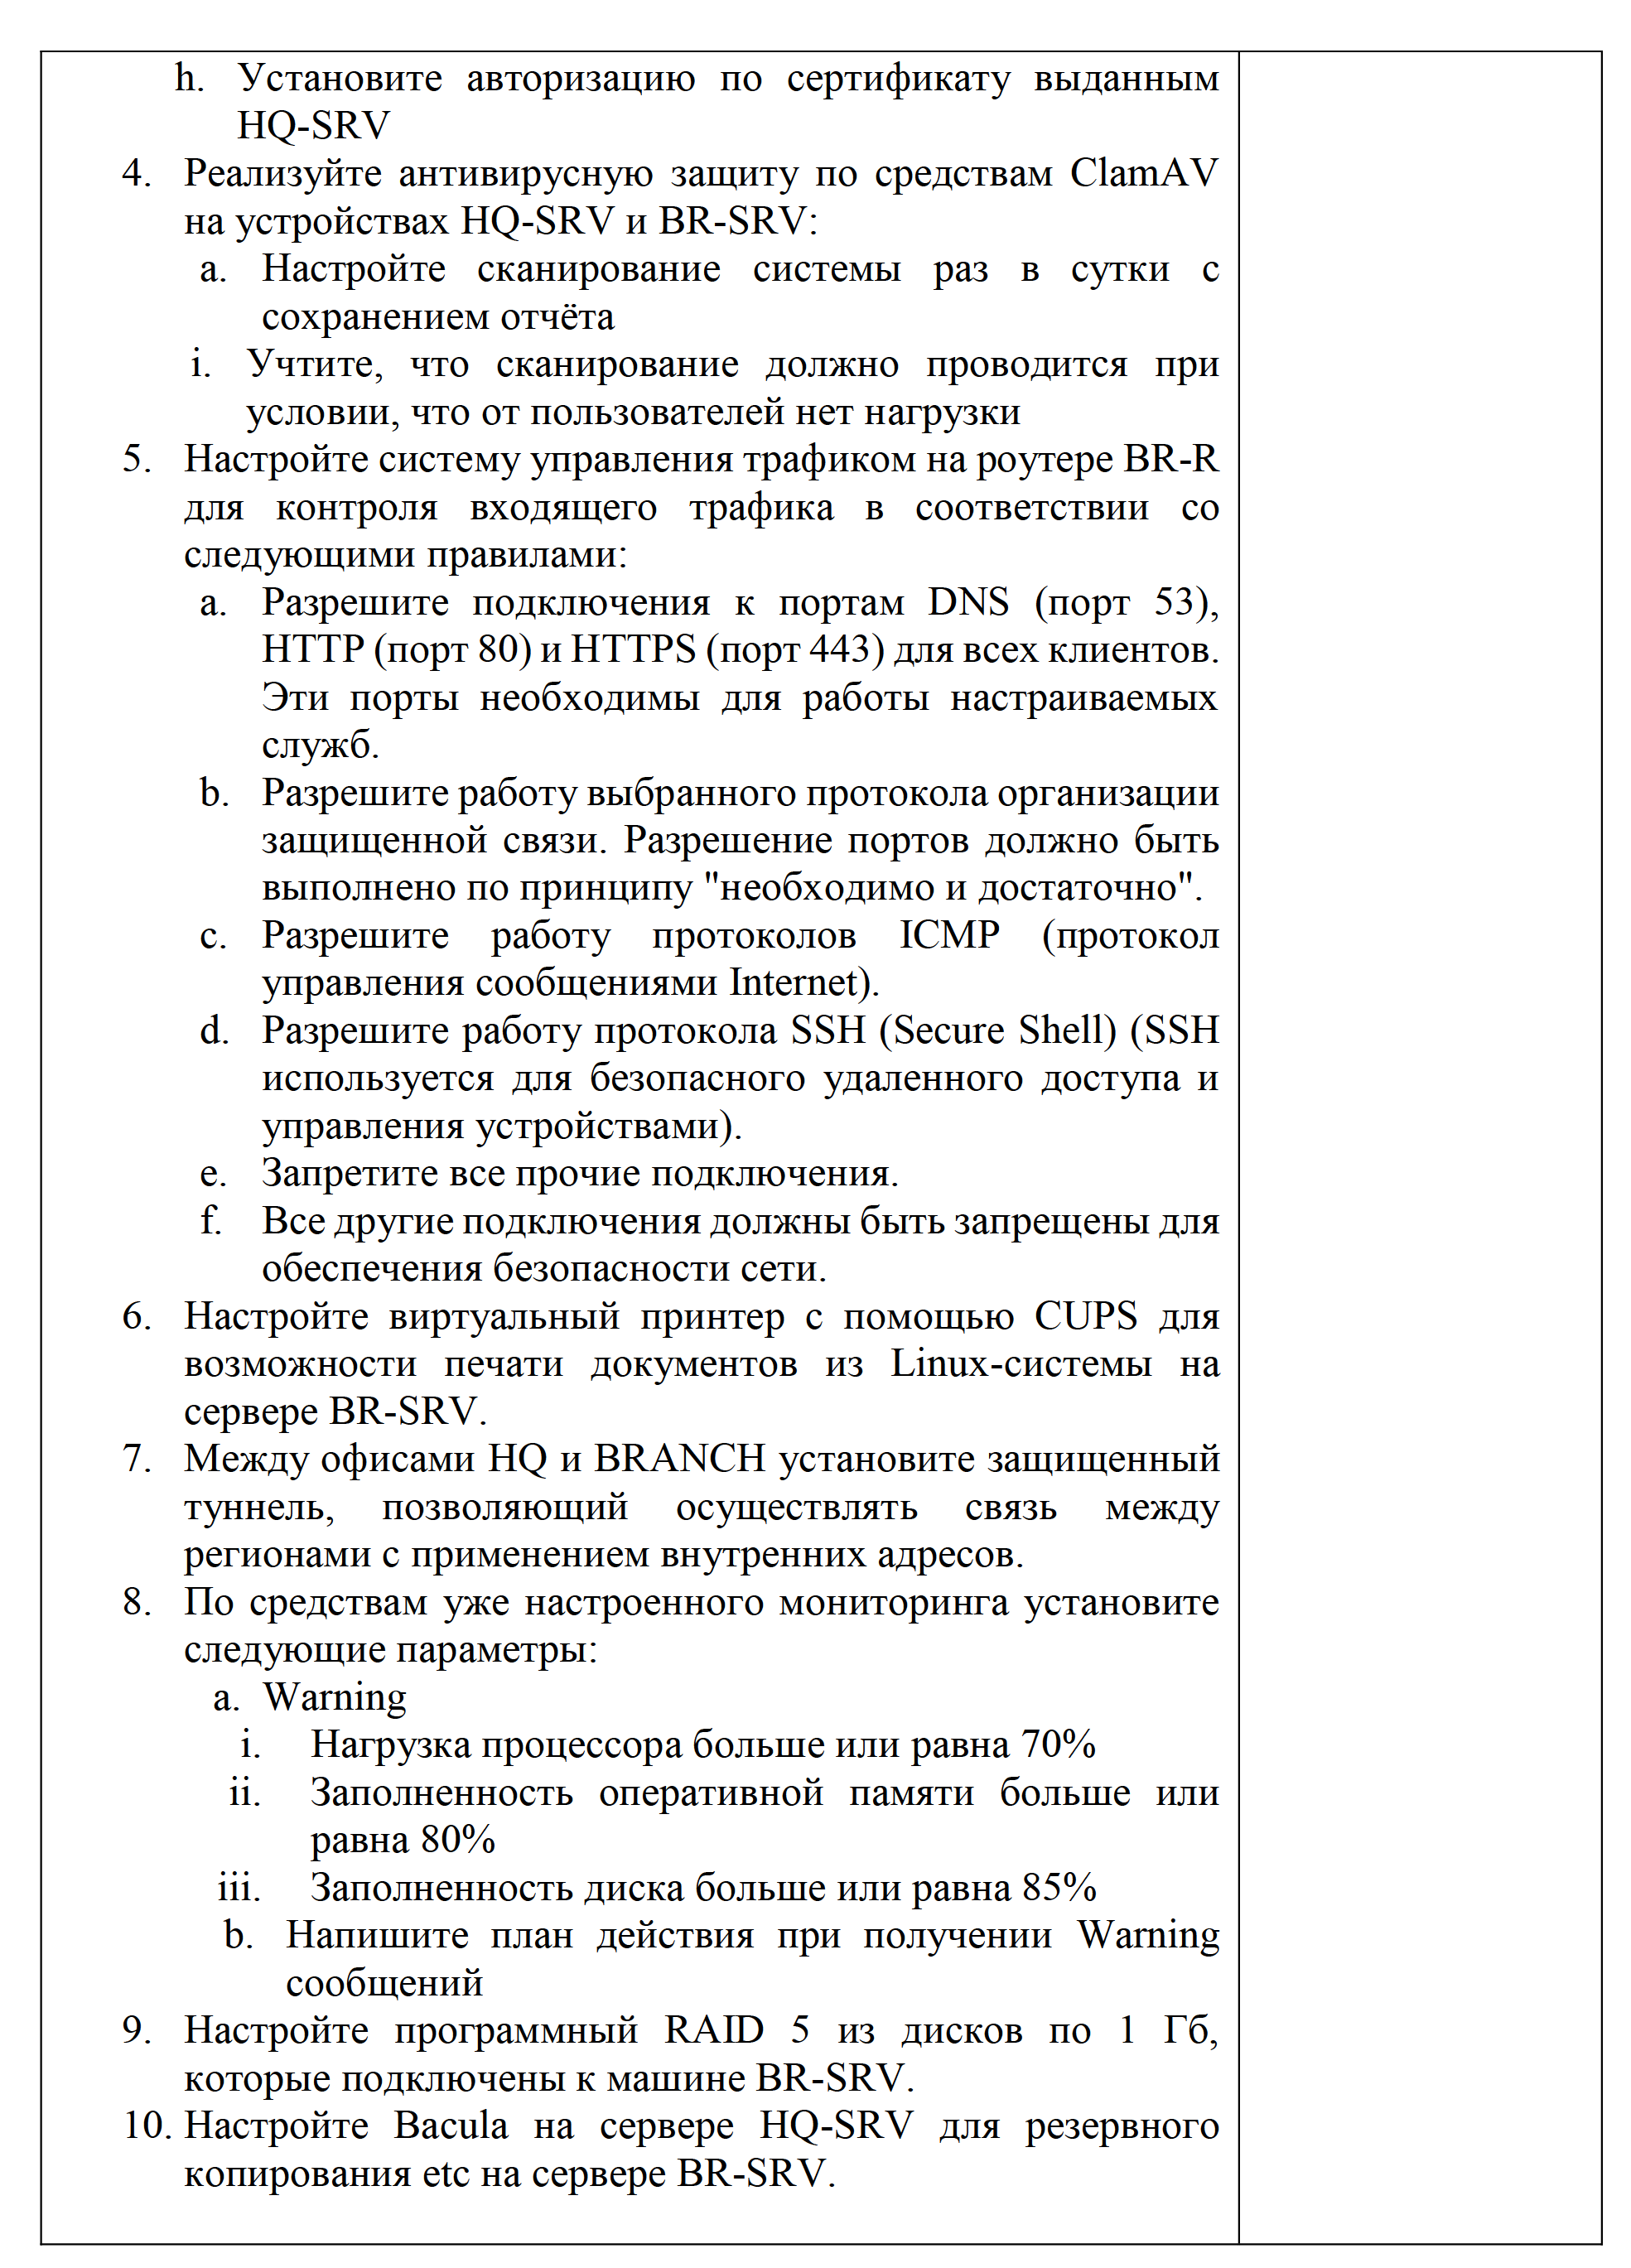 h. Установите авторизацию по сертификату выданным
HQ-SRV
4. Реализуйте антивирусную защиту по средствам ClamAV
на устройствах HQ-SRV и BR-SRV:
a. Настройте сканирование системы раз в сутки с
сохранением отчёта
i. Учтите, что сканирование должно проводится при
условии, что от пользователей нет нагрузки
5. Настройте систему управления трафиком на роутере BR-R
для контроля входящего трафика в соответствии со
следующими правилами:
a. Разрешите подключения к портам DNS (порт 53),
HTTP (порт 80) и HTTPS (порт 443) для всех клиентов.
Эти порты необходимы для работы настраиваемых
служб.
b. Разрешите работу выбранного протокола организации
защищенной связи. Разрешение портов должно быть
выполнено по принципу "необходимо и достаточно".
c. Разрешите работу протоколов ICMP (протокол
управления сообщениями Internet).
d. Разрешите работу протокола SSH (Secure Shell) (SSH
используется для безопасного удаленного доступа и
управления устройствами).
e. Запретите все прочие подключения.
f. Все другие подключения должны быть запрещены для
обеспечения безопасности сети.
6. Настройте виртуальный принтер с помощью CUPS для
возможности печати документов из Linux-системы на
сервере BR-SRV.
7. Между офисами HQ и BRANCH установите защищенный
туннель, позволяющий осуществлять связь между
регионами с применением внутренних адресов.
8. По средствам уже настроенного мониторинга установите
следующие параметры:
a. Warning
i. Нагрузка процессора больше или равна 70%
ii. Заполненность оперативной памяти больше или
равна 80%
iii. Заполненность диска больше или равна 85%
b. Напишите план действия при получении Warning
сообщений
9. Настройте программный RAID 5 из дисков по 1 Гб,
которые подключены к машине BR-SRV.
10. Настройте Bacula на сервере HQ-SRV для резервного
копирования etc на сервере BR-SRV.